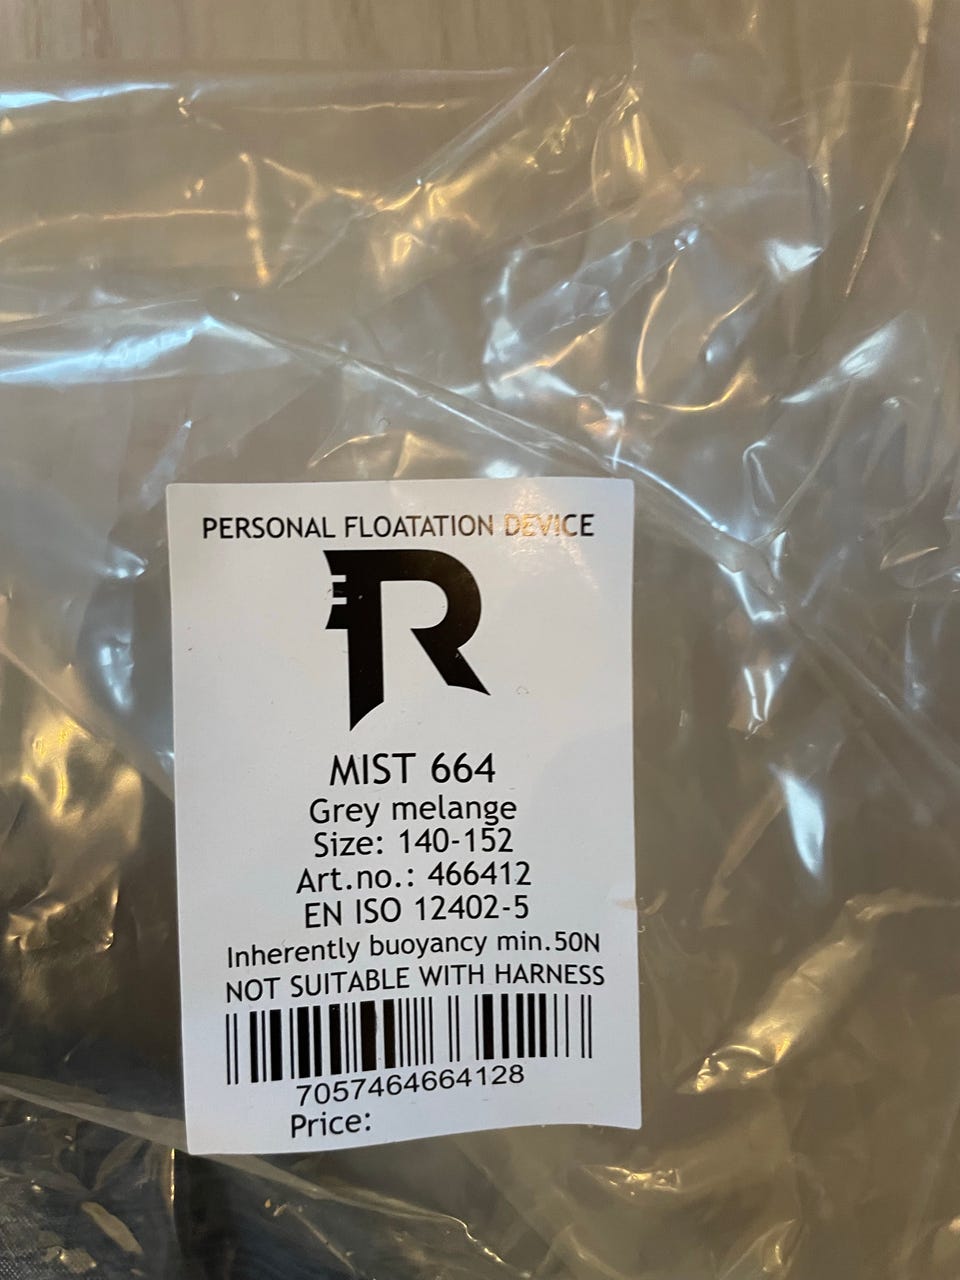 PERSONAL FLOATATION DEVICE
R
MIST 664
Grey melange
Size: 140-152
Art.no.: 466412
EN ISO 12402-5
Inherently buoyancy min.50N
NOT SUITABLE WITH HARNESS
7057464664128
Price: